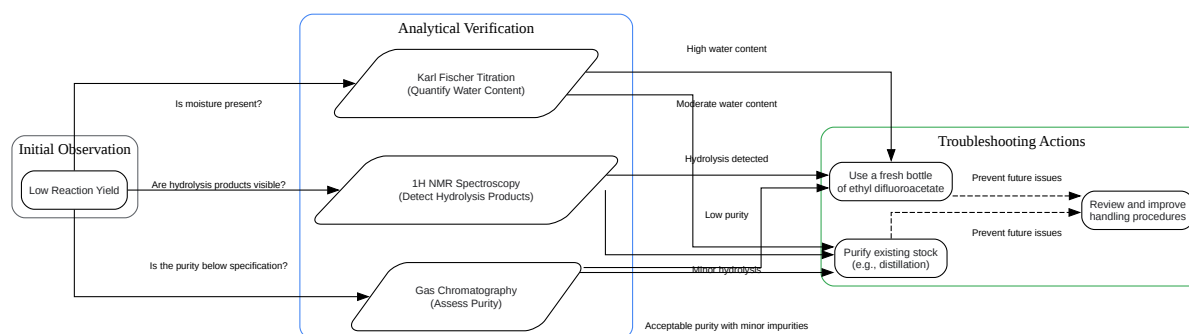 Analytical Verification
High water content
Karl Fischer Titration
(Quantify Water Content)
Is moisture present?
Moderate water content
Initial Observation
Troubleshooting Actions
Low Reaction Yield
Are hydrolysis products visible?
1H NMR Spectroscopy
(Detect Hydrolysis Products)
Hydrolysis detected
Use a fresh bottle
of ethyl difluoroacetate
Prevent future issues
Review and improve
handling procedures
Low purity
Prevent future issues
Purify existing stock
(e.g., distillation)
Is the purity below specification?
Gas Chromatography
(Assess Purity)
Minor hydrolysis
Acceptable purity with minor impurities